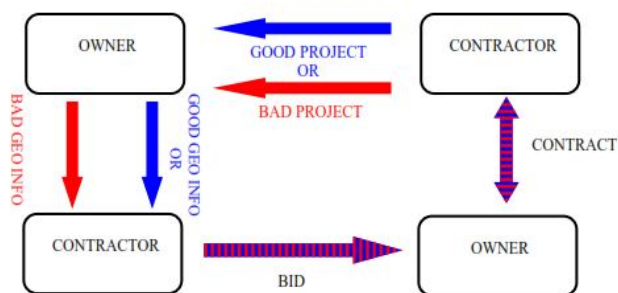 OWNER
GOOD PROJECT
OR
BAD PROJECT
CONTRACTOR
BAD GEO INFO
GOOD GEO INFO
OR
CONTRACT
CONTRACTOR
BID
OWNER